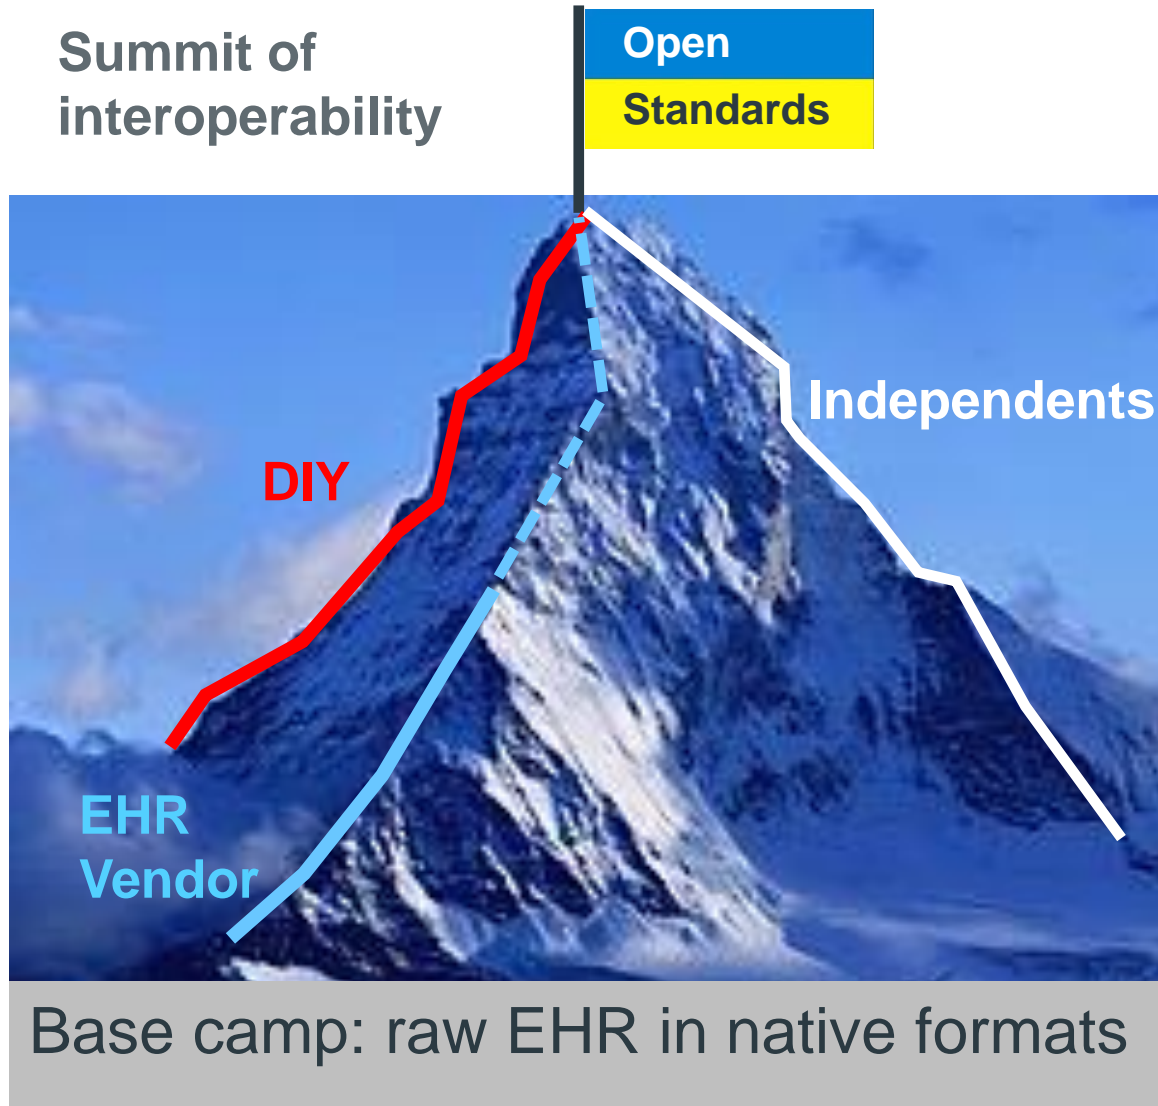 Summit of
interoperability
Open
Standards
Independents
DIY
EHR
Vendor
Base camp: raw EHR in native formats